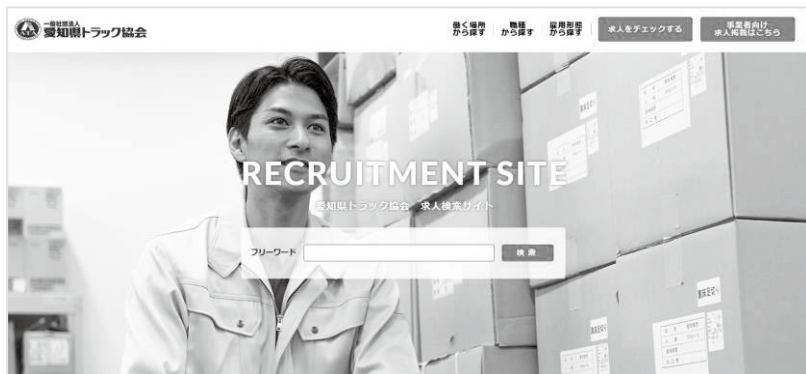 一般社団法人
愛知県トラック協会
働く場所
から探す
職種
から探す
雇用形態
から探す
求人をチェックする
事業者向け
求人掲載はこちら
RECRUITMENT SITE
愛知県トラック協会 求人検索サイト
フリーワード
検索